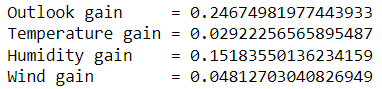 Outlook gain     = 0.24674981977443933
Temperature gain = 0.02922256565895487
Humidity gain    = 0.15183550136234159
Wind gain        = 0.04812703040826949